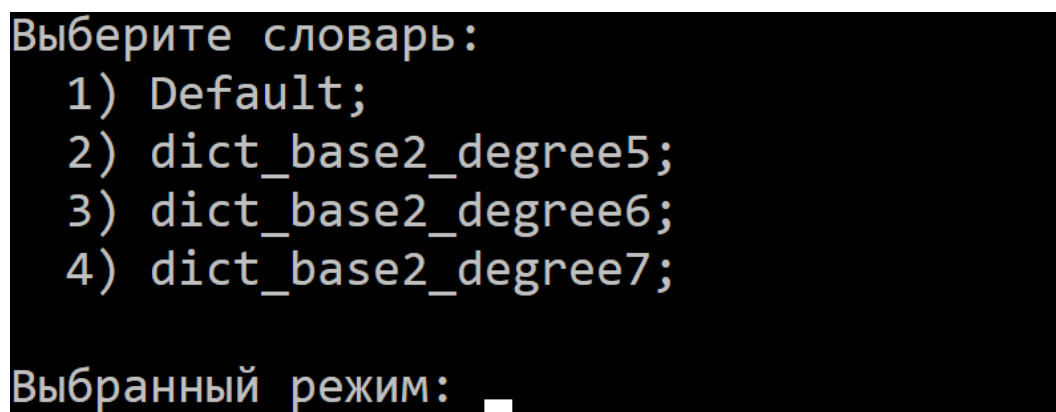 Выберите словарь:
1) Default;
2) dict_base2_degree5;
3) dict_base2_degree6;
4) dict_base2_degree7;
Выбранный режим: